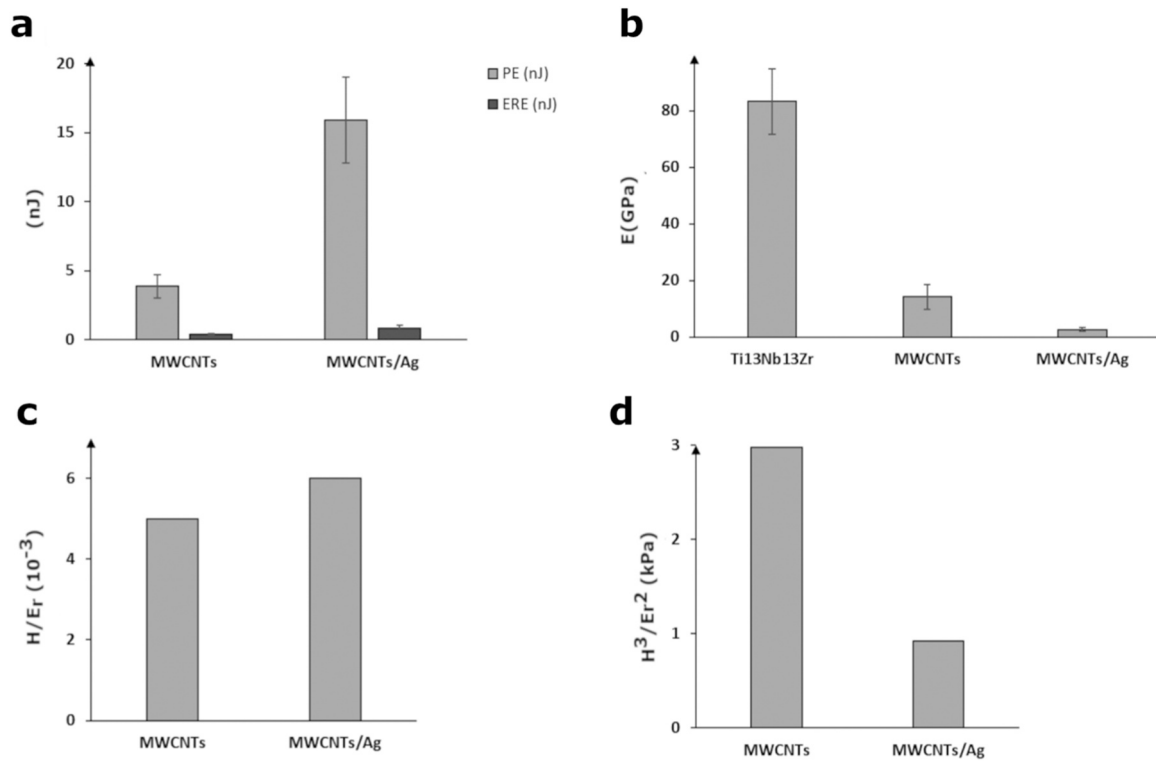 a
20
15
10
5
0
(nJ)
PE (nJ)
ERE (nJ)
MWCNTs
MWCNTs/Ag
b
80
60
40
20
0
E(GPa)
Ti13Nb13Zr
MWCNTs
MWCNTs/Ag
c
6
4
2
0
H/Er (10⁻³)
MWCNTs
MWCNTs/Ag
d
3
2
1
0
H³/Er² (kPa)
MWCNTs
MWCNTs/Ag